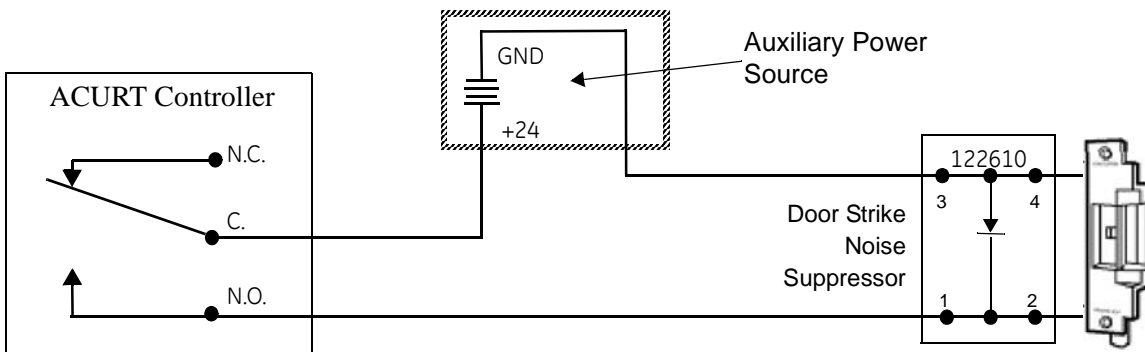 GND
Auxiliary Power
Source
ACURT Controller
+24
N.C.
C.
N.O.
122610
3
4
Door Strike
Noise
Suppressor
1
2